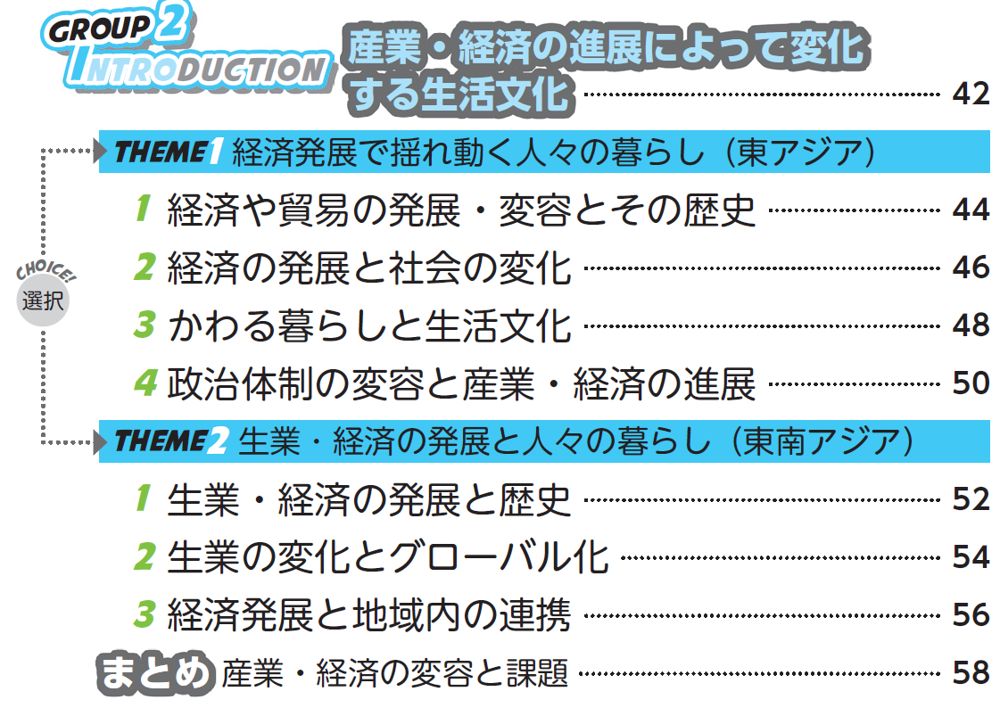 GROUP 2
INTRODUCTION
産業・経済の進展によって変化
する生活文化 42
THEME1 経済発展で揺れ動く人々の暮らし（東アジア）
1 経済や貿易の発展・変容とその歴史 44
2 経済の発展と社会の変化 46
CHOICE!
選択
3 かわる暮らしと生活文化 48
4 政治体制の変容と産業・経済の進展 50
THEME2 生業・経済の発展と人々の暮らし（東南アジア）
1 生業・経済の発展と歴史 52
2 生業の変化とグローバル化 54
3 経済発展と地域内の連携 56
まとめ 産業・経済の変容と課題 58